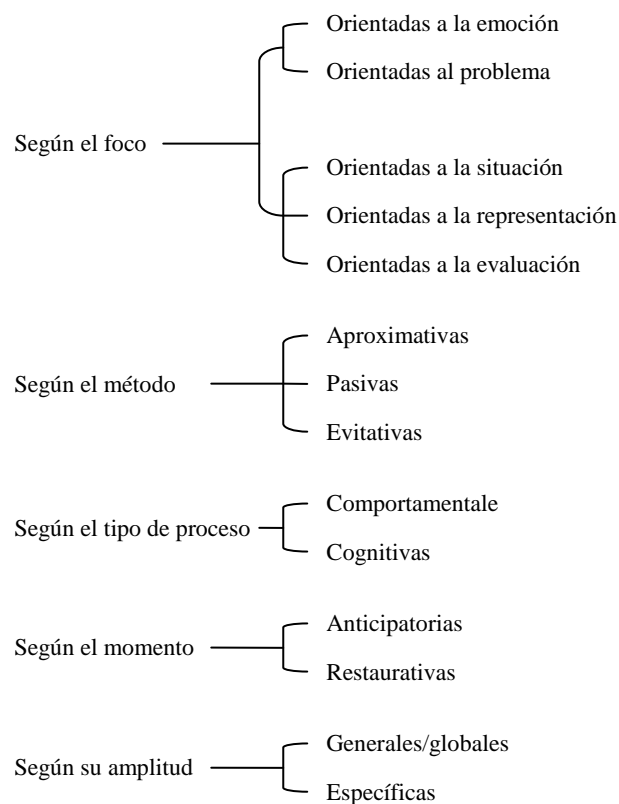 Orientadas a la emoción
Orientadas al problema
Según el foco
Orientadas a la situación
Orientadas a la representación
Orientadas a la evaluación
Aproximativas
Según el método
Pasivas
Evitativas
Comportamentale
Según el tipo de proceso
Cognitivas
Anticipatorias
Según el momento
Restaurativas
Generales/globales
Según su amplitud
Específicas